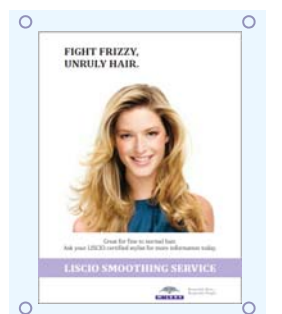 FIGHT FRIZZY,
UNRULY HAIR.
Great for fine to normal hair.
Ask your LISCIO certified stylist for more information today.
LISCIO SMOOTHING SERVICE